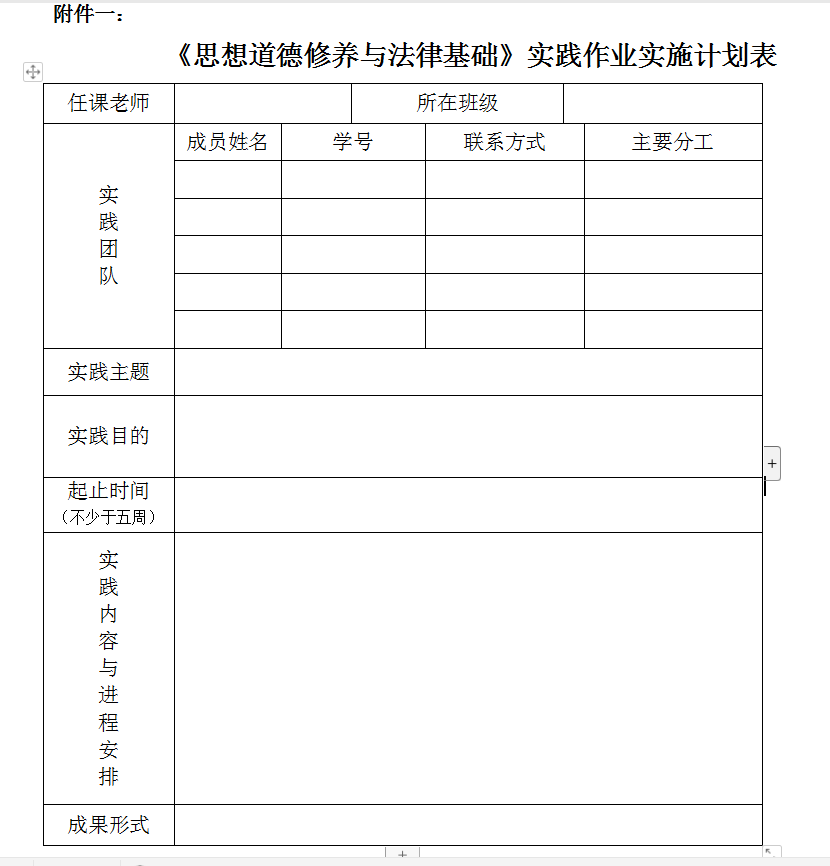 附件一：
《思想道德修养与法律基础》实践作业实施计划表
任课老师 所在班级
成员姓名 学号 联系方式 主要分工
实
践
团
队
实践主题
实践目的
起止时间
（不少于五周）
实
践
内
容
与
进
程
安
排
成果形式